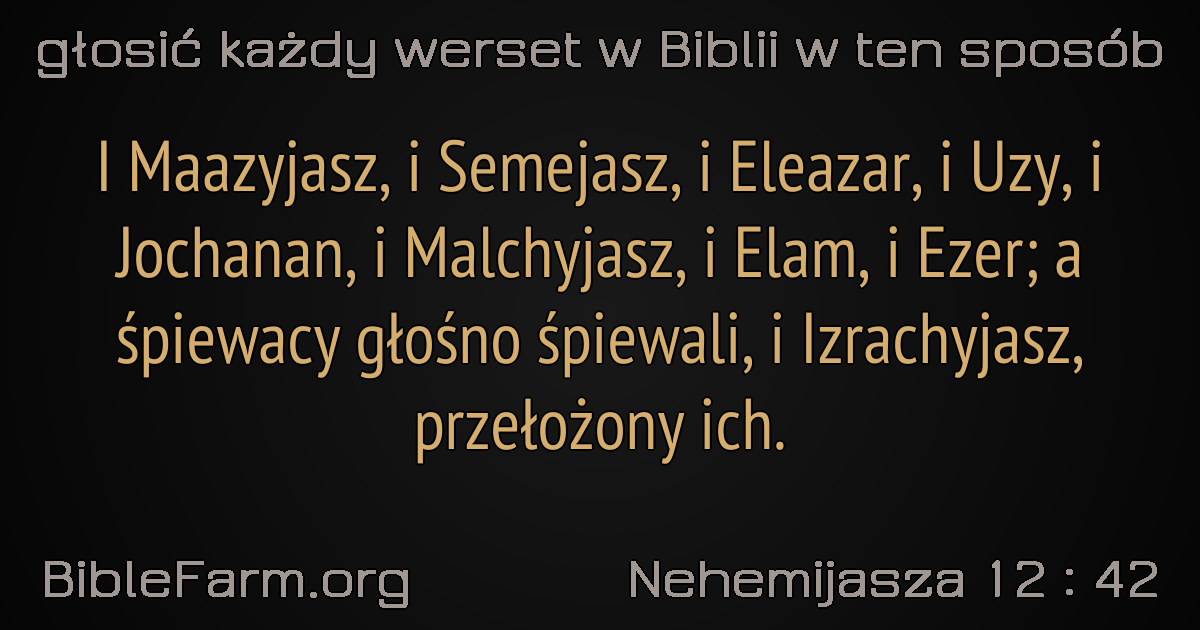 głosić każdy werset w Biblii w ten sposób
I Maazyjasz, i Semejasz, i Eleazar, i Uzy, i
Jochanan, i Malchyjasz, i Elam, i Ezer; a
śpiewacy głośno śpiewali, i Izrachyjasz,
przełożony ich.
BibleFarm.org
Nehemijasza 12 : 42